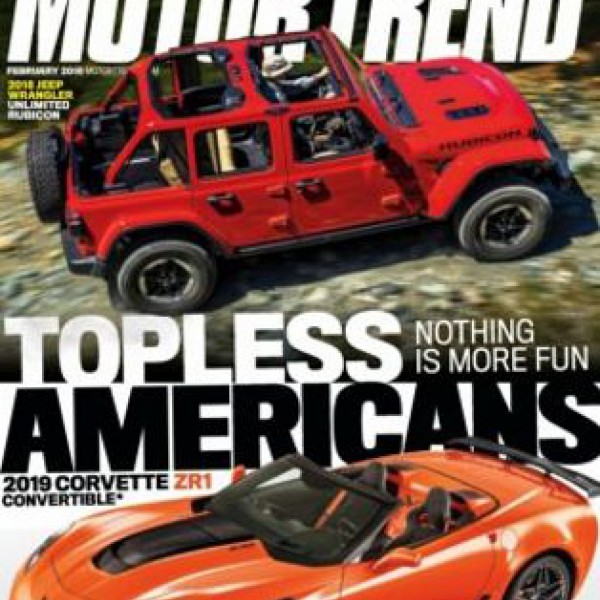 MOTOR TREND
FEBRUARY 2018
2018 JEEP
WRANGLER
UNLIMITED
RUBICON
RUBICON
TOPLESS
NOTHING
IS MORE FUN
AMERICANS
2019 CORVETTE ZR1
CONVERTIBLE*